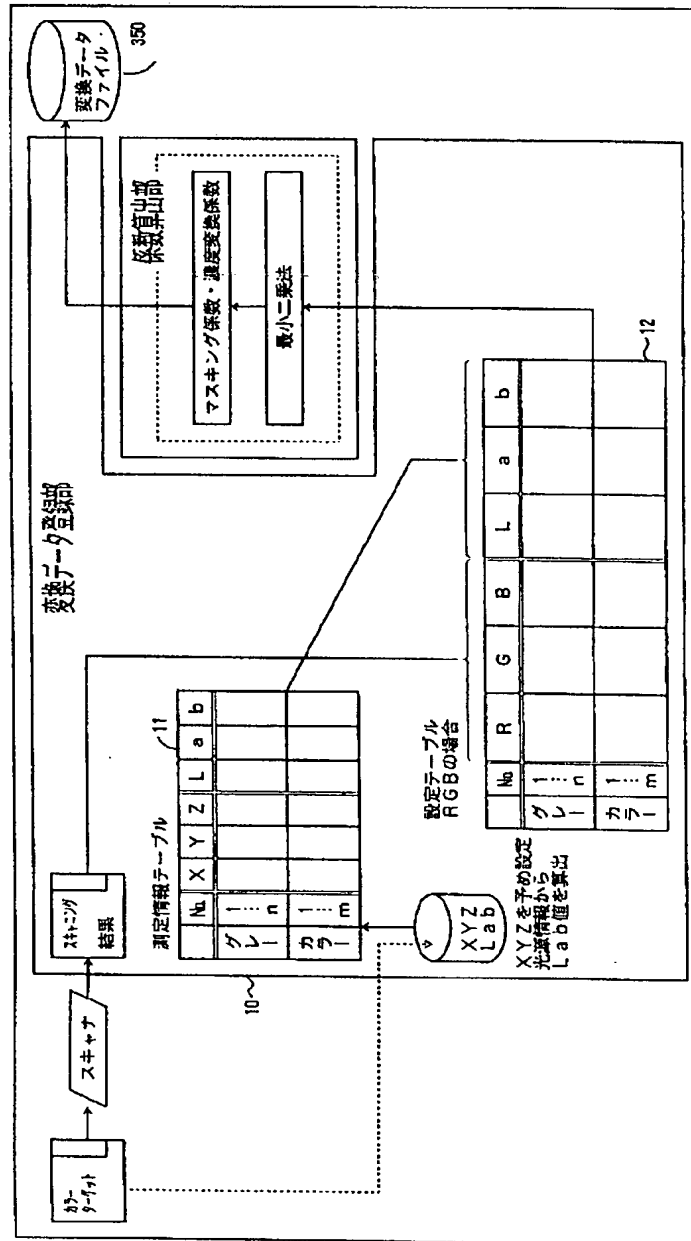 カラー
ターゲット
スキャナ
スキャニング
結果
変換データ登録部
10
測定情報テーブル
11
No. X Y Z L a b
グレー 1…n
カラー 1…m
XYZ
Lab
XYZを予め設定
光源情報から
Lab値を算出
設定テーブル
RGBの場合
No. R G B L a b
グレー 1…n
カラー 1…m
12
係数算出部
マスキング係数・濃度変換係数
最小二乗法
変換データ
ファイル
350